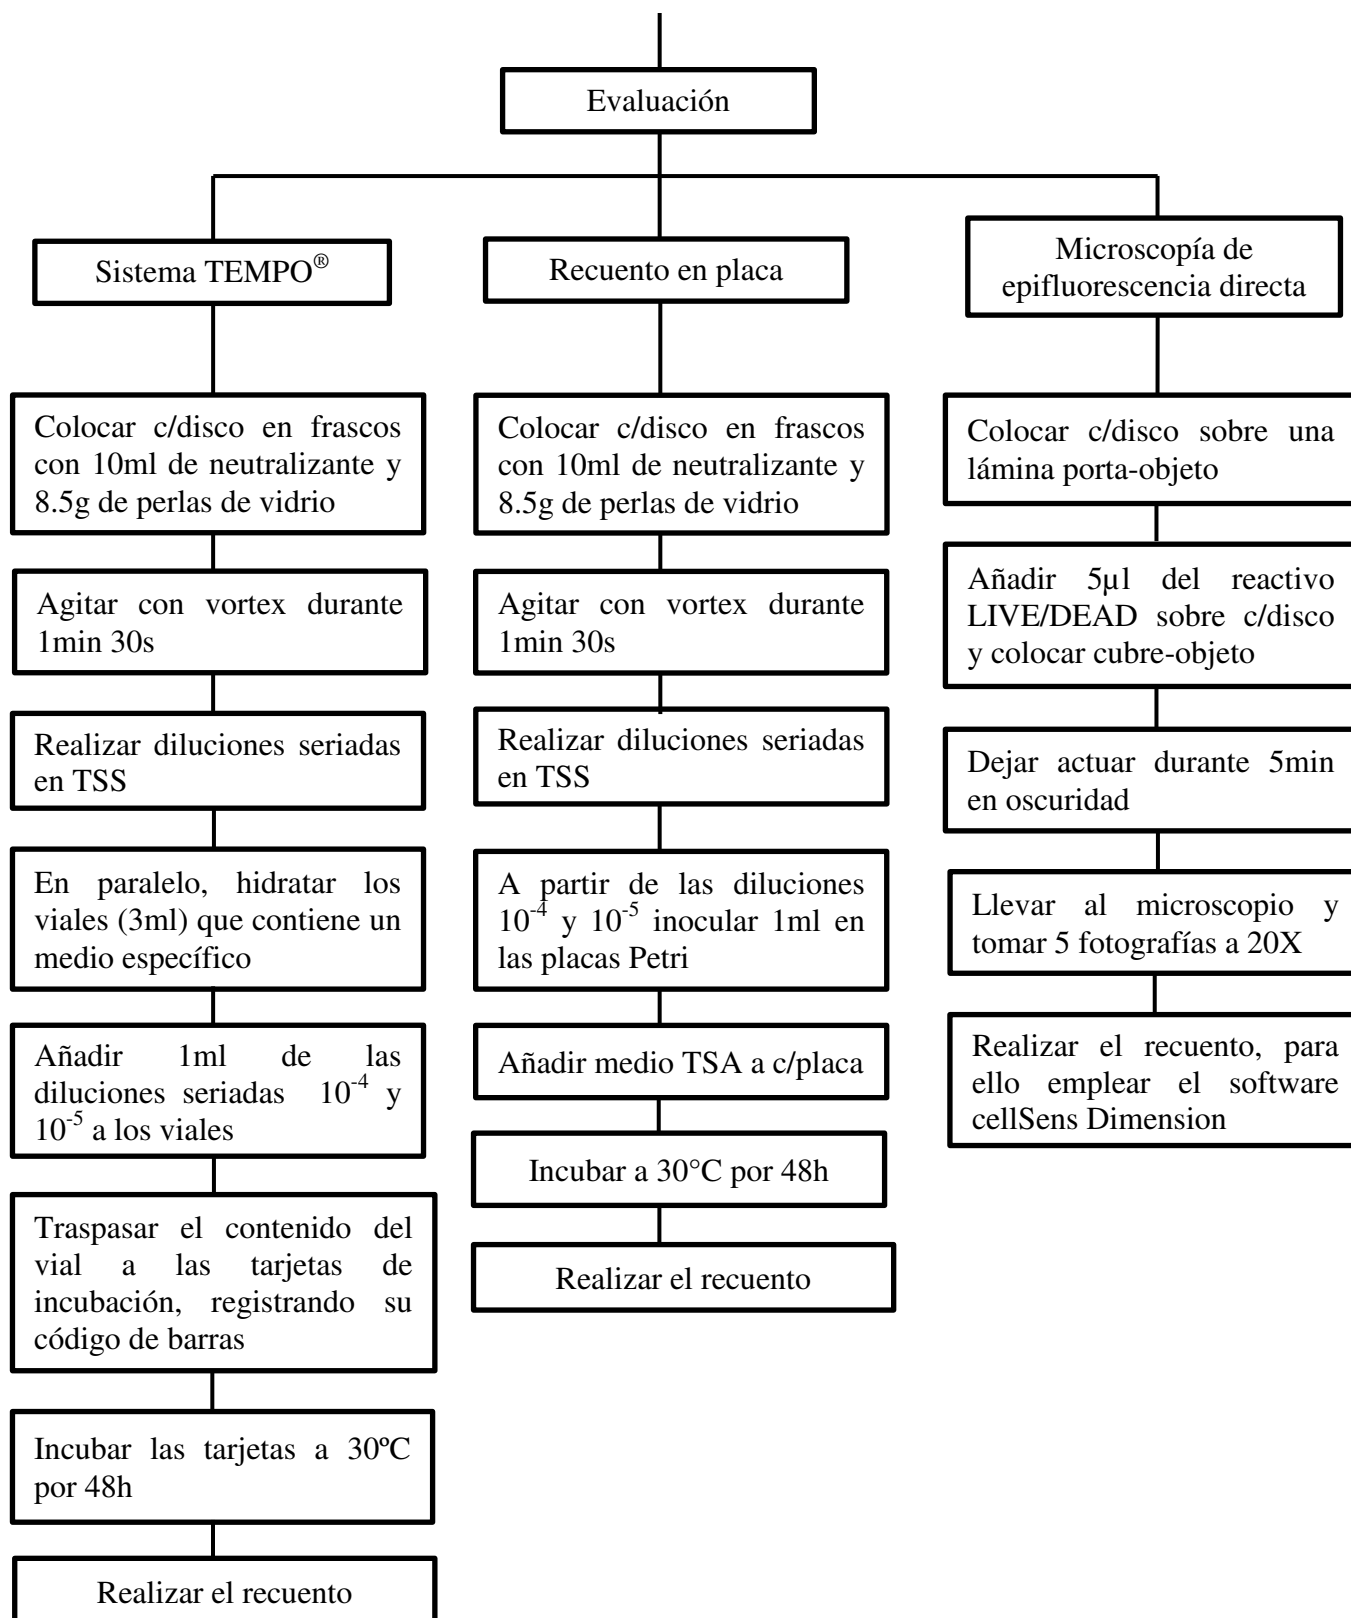 Evaluación
Sistema TEMPO®
Colocar c/disco en frascos
con 10ml de neutralizante y
8.5g de perlas de vidrio
Agitar con vortex durante
1min 30s
Realizar diluciones seriadas
en TSS
En paralelo, hidratar los
viales (3ml) que contiene un
medio específico
Añadir 1ml de las
diluciones seriadas 10⁻⁴ y
10⁻⁵ a los viales
Traspasar el contenido del
vial a las tarjetas de
incubación, registrando su
código de barras
Incubar las tarjetas a 30ºC
por 48h
Realizar el recuento
Recuento en placa
Colocar c/disco en frascos
con 10ml de neutralizante y
8.5g de perlas de vidrio
Agitar con vortex durante
1min 30s
Realizar diluciones seriadas
en TSS
A partir de las diluciones
10⁻⁴ y 10⁻⁵ inocular 1ml en
las placas Petri
Añadir medio TSA a c/placa
Incubar a 30°C por 48h
Realizar el recuento
Microscopía de
epifluorescencia directa
Colocar c/disco sobre una
lámina porta-objeto
Añadir 5µl del reactivo
LIVE/DEAD sobre c/disco
y colocar cubre-objeto
Dejar actuar durante 5min
en oscuridad
Llevar al microscopio y
tomar 5 fotografías a 20X
Realizar el recuento, para
ello emplear el software
cellSens Dimension